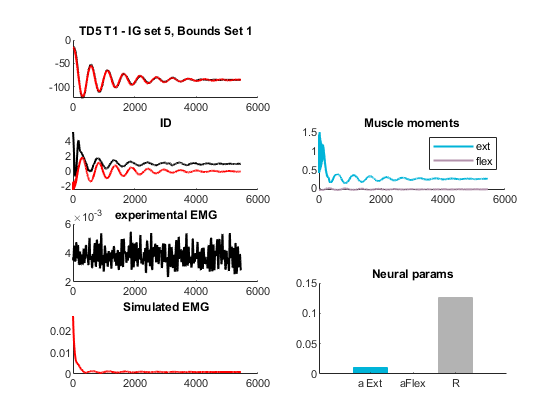 TD5 T1 - IG set 5, Bounds Set 1
0
-50
-100
0 2000 4000 6000
ID
4
2
0
-2
0 2000 4000 6000
Muscle moments
1.5
1
0.5
0
ext
flex
0 1000 2000 3000 4000 5000 6000
experimental EMG
×10⁻³
6
4
2
0 2000 4000 6000
Simulated EMG
0.02
0.01
0
0 2000 4000 6000
Neural params
0.15
0.1
0.05
0
a Ext aFlex R